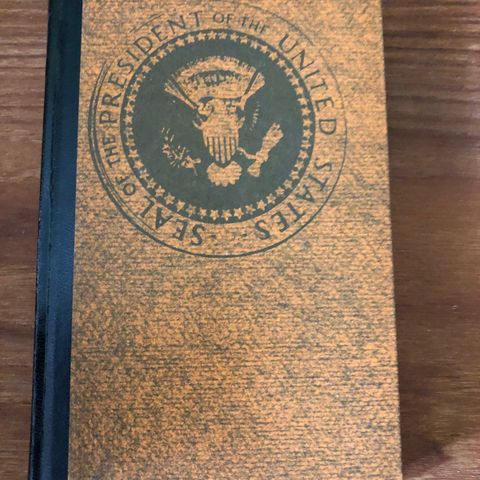 SEAL OF THE PRESIDENT OF THE UNITED STATES